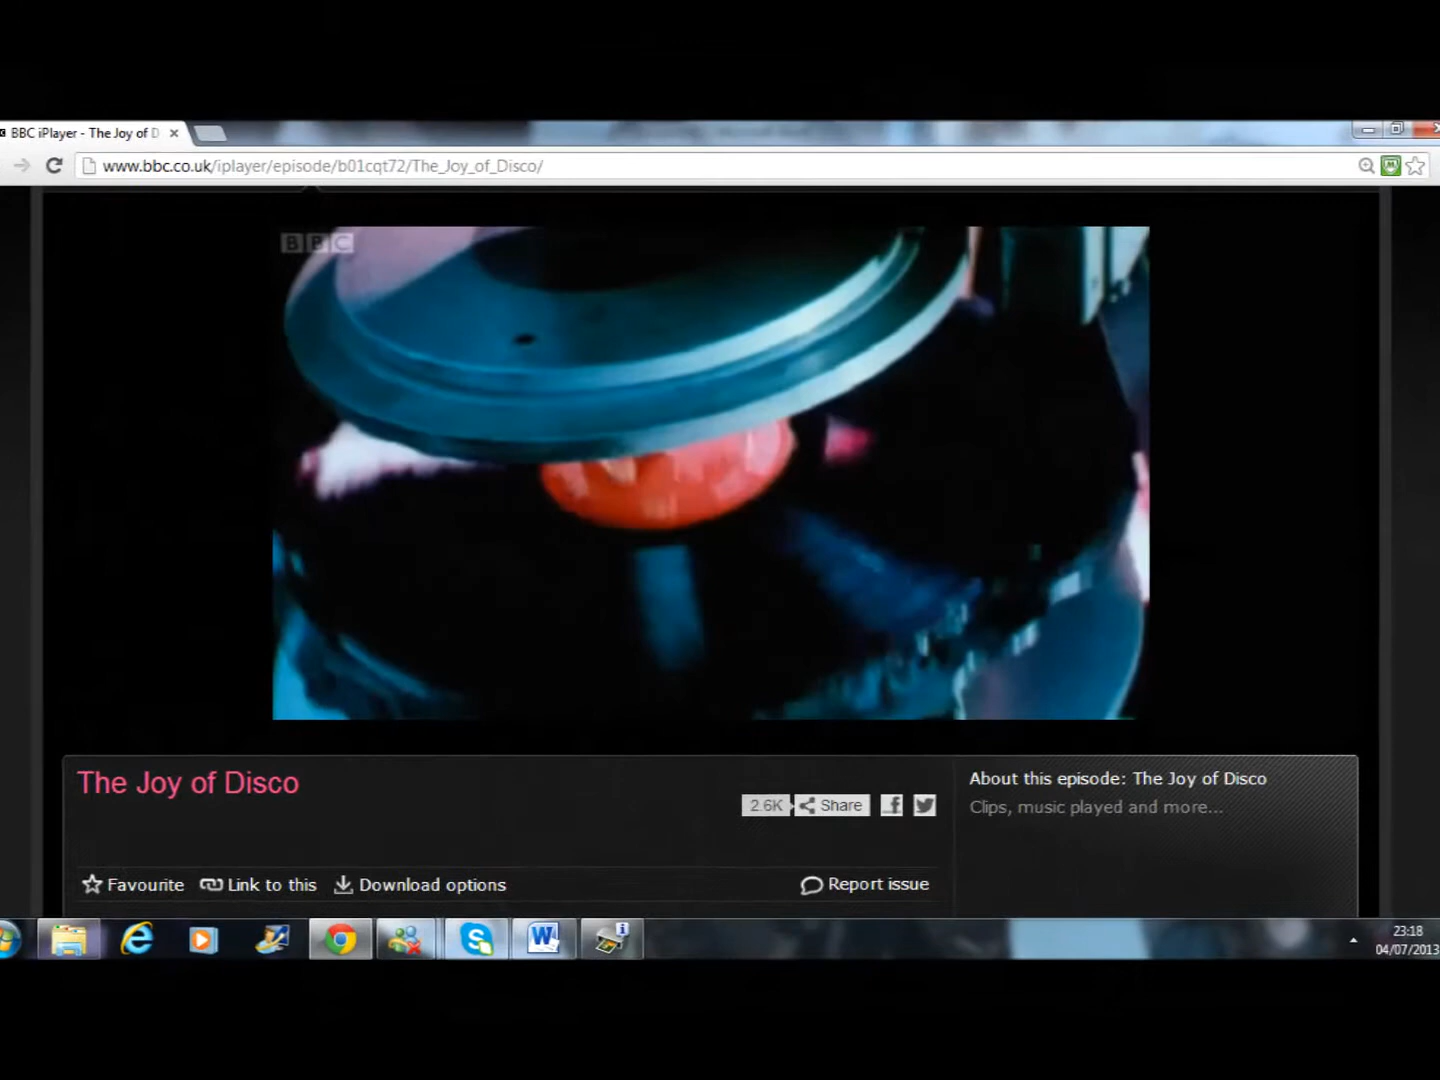 BBC iPlayer - The Joy of D
www.bbc.co.uk/iplayer/episode/b01cqt72/The_Joy_of_Disco/
BBC
The Joy of Disco
2.6K Share
About this episode: The Joy of Disco
Clips, music played and more...
Favourite Link to this Download options Report issue
23:18
04/07/2013